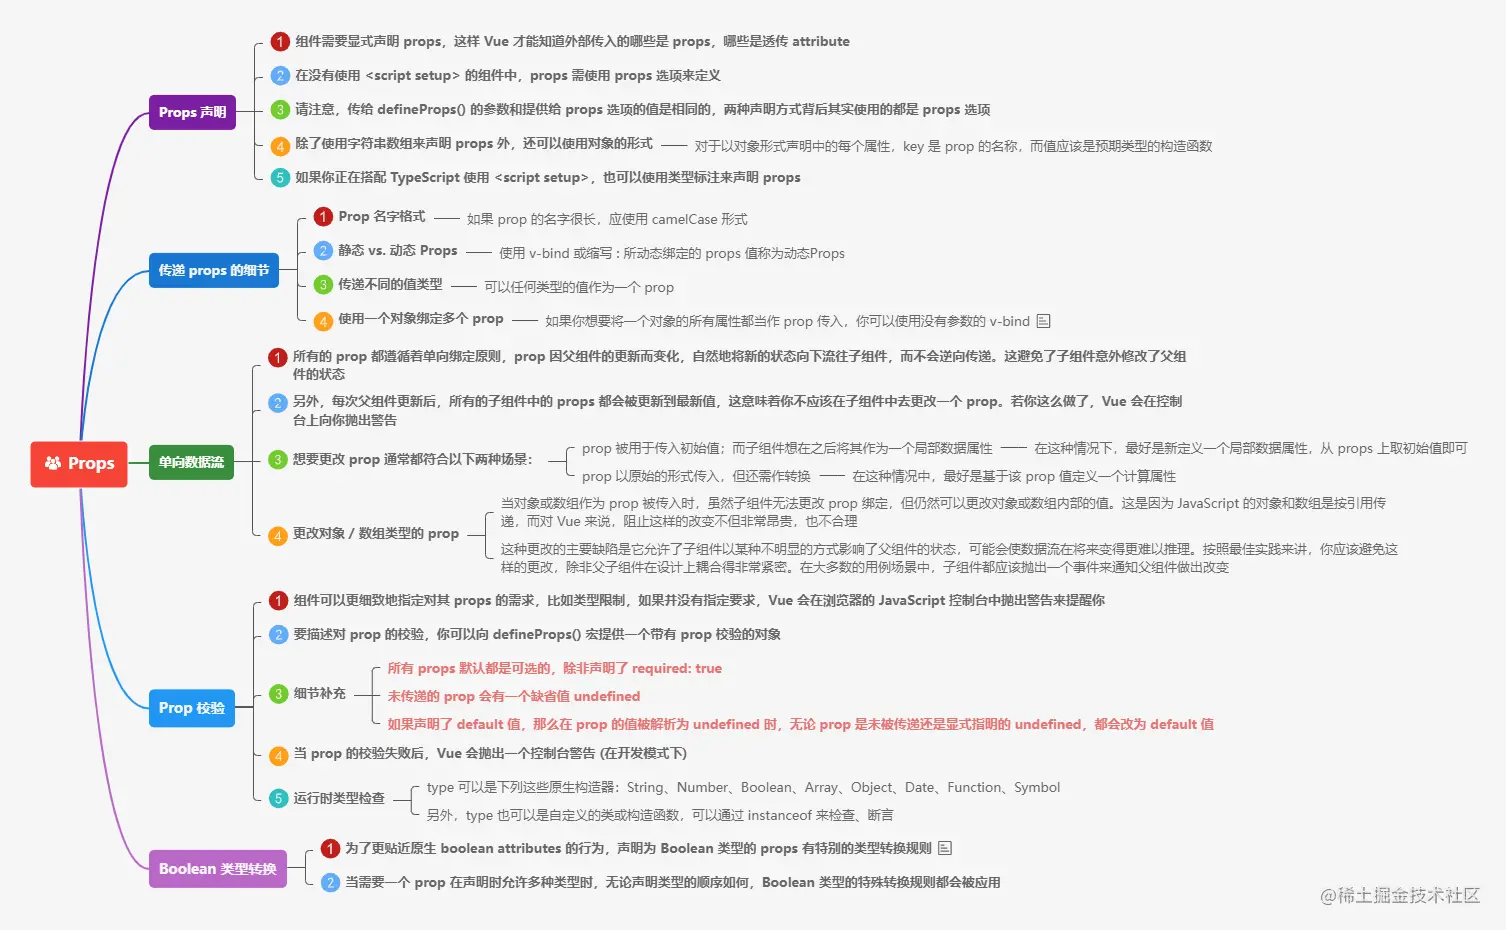 Props
Props 声明
1 组件需要显式声明 props，这样 Vue 才能知道外部传入的哪些是 props，哪些是透传 attribute
2 在没有使用 <script setup> 的组件中，props 需使用 props 选项来定义
3 请注意，传给 defineProps() 的参数和提供给 props 选项的值是相同的，两种声明方式背后其实使用的都是 props 选项
4 除了使用字符串数组来声明 props 外，还可以使用对象的形式
对于以对象形式声明中的每个属性，key 是 prop 的名称，而值应该是预期类型的构造函数
5 如果你正在搭配 TypeScript 使用 <script setup>，也可以使用类型标注来声明 props
传递 props 的细节
1 Prop 名字格式
如果 prop 的名字很长，应使用 camelCase 形式
2 静态 vs. 动态 Props
使用 v-bind 或缩写 : 所动态绑定的 props 值称为动态Props
3 传递不同的值类型
可以任何类型的值作为一个 prop
4 使用一个对象绑定多个 prop
如果你想要将一个对象的所有属性都当作 prop 传入，你可以使用没有参数的 v-bind
单向数据流
1 所有的 prop 都遵循着单向绑定原则，prop 因父组件的更新而变化，自然地将新的状态向下流往子组件，而不会逆向传递。这避免了子组件意外修改了父组
件的状态
2 另外，每次父组件更新后，所有的子组件中的 props 都会被更新到最新值，这意味着你不应该在子组件中去更改一个 prop。若你这么做了，Vue 会在控制
台上向你抛出警告
3 想要更改 prop 通常都符合以下两种场景：
prop 被用于传入初始值；而子组件想在之后将其作为一个局部数据属性
在这种情况下，最好是新定义一个局部数据属性，从 props 上取初始值即可
prop 以原始的形式传入，但还需作转换
在这种情况中，最好是基于该 prop 值定义一个计算属性
4 更改对象 / 数组类型的 prop
当对象或数组作为 prop 被传入时，虽然子组件无法更改 prop 绑定，但仍然可以更改对象或数组内部的值。这是因为 JavaScript 的对象和数组是按引用传
递，而对 Vue 来说，阻止这样的改变不但非常昂贵，也不合理
这种更改的主要缺陷是它允许了子组件以某种不明显的方式影响了父组件的状态，可能会使数据流在将来变得更难以推理。按照最佳实践来讲，你应该避免这
样的更改，除非父子组件在设计上耦合得非常紧密。在大多数的用例场景中，子组件都应该抛出一个事件来通知父组件做出改变
Prop 校验
1 组件可以更细致地指定对其 props 的需求，比如类型限制，如果并没有指定要求，Vue 会在浏览器的 JavaScript 控制台中抛出警告来提醒你
2 要描述对 prop 的校验，你可以向 defineProps() 宏提供一个带有 prop 校验的对象
3 细节补充
所有 props 默认都是可选的，除非声明了 required: true
未传递的 prop 会有一个缺省值 undefined
如果声明了 default 值，那么在 prop 的值被解析为 undefined 时，无论 prop 是未被传递还是显式指明的 undefined，都会改为 default 值
4 当 prop 的校验失败后，Vue 会抛出一个控制台警告 (在开发模式下)
5 运行时类型检查
type 可以是下列这些原生构造器：String、Number、Boolean、Array、Object、Date、Function、Symbol
另外，type 也可以是自定义的类或构造函数，可以通过 instanceof 来检查、断言
Boolean 类型转换
1 为了更贴近原生 boolean attributes 的行为，声明为 Boolean 类型的 props 有特别的类型转换规则
2 当需要一个 prop 在声明时允许多种类型时，无论声明类型的顺序如何，Boolean 类型的特殊转换规则都会被应用
@稀土掘金技术社区